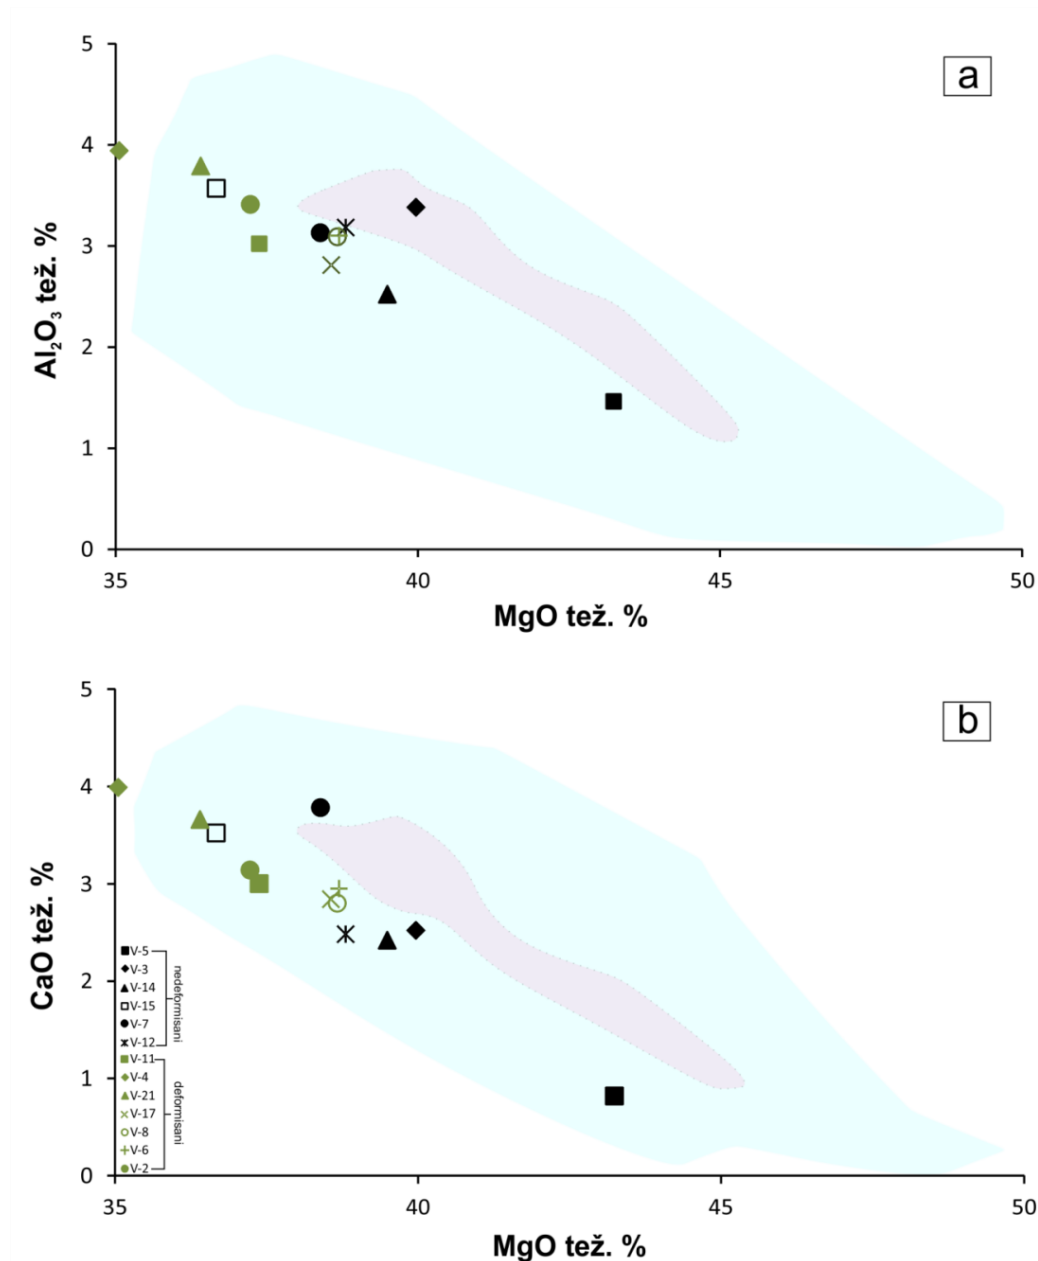 a
5
4
3
2
1
0
35
40
45
50
Al₂O₃ tež. %
MgO tež. %
b
5
4
3
2
1
0
35
40
45
50
CaO tež. %
MgO tež. %
V-5
V-3
V-14
V-15
V-7
V-12
nedeformisani
V-11
V-4
V-21
V-17
V-8
V-6
V-2
deformisani